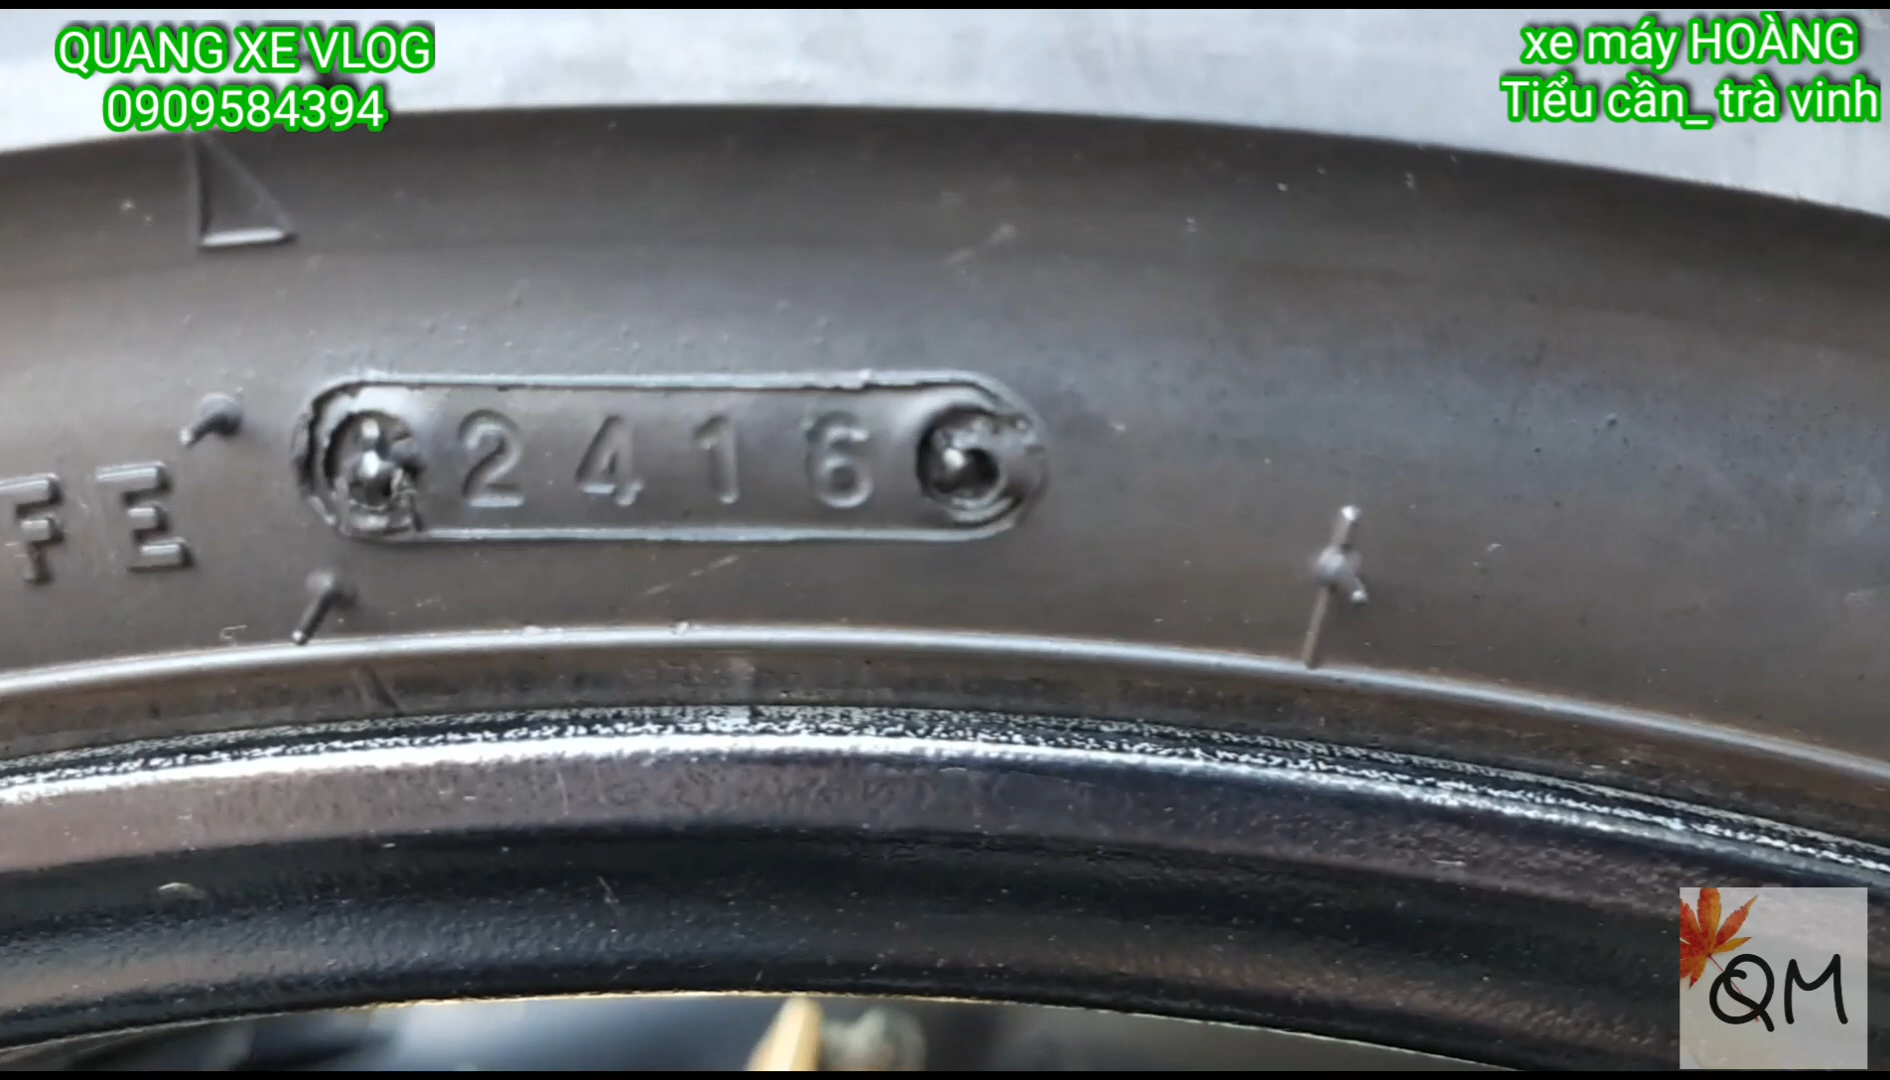 QUANG XE VLOG
0909584394
xe máy HOÀNG
Tiểu cần_ trà vinh
2416
FE
QM